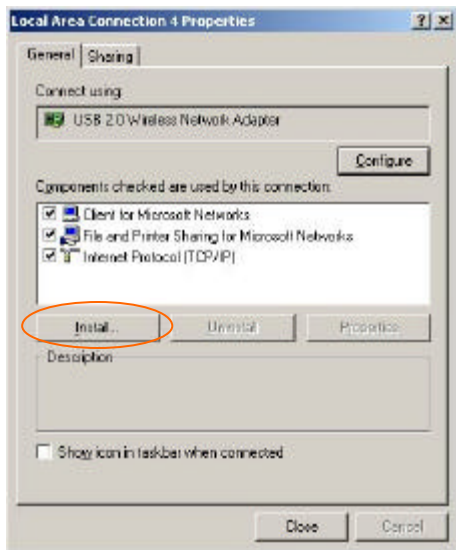 Local Area Connection 4 Properties
General Sharing
Connect using:
USB 2.0 Wireless Network Adapter
Configure
Components checked are used by this connection:
Client for Microsoft Networks
File and Printer Sharing for Microsoft Networks
Internet Protocol (TCP/IP)
Install... Uninstall Properties
Description
Show icon in taskbar when connected
Close Cancel